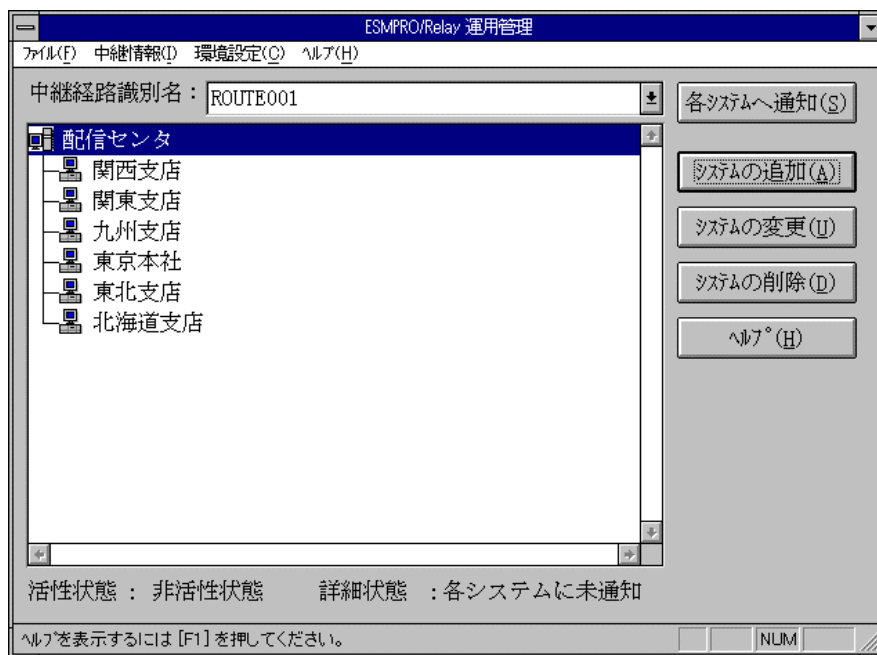 ESMPRO/Relay 運用管理
ﾌｧｲﾙ(F) 中継情報(I) 環境設定(C) ﾍﾙﾌﾟ(H)
中継経路識別名：ROUTE001
各ｼｽﾃﾑへ通知(S)
配信センタ
関西支店
ｼｽﾃﾑの追加(A)
関東支店
九州支店
ｼｽﾃﾑの変更(U)
東京本社
東北支店
ｼｽﾃﾑの削除(D)
北海道支店
ﾍﾙﾌﾟ(H)
活性状態 ： 非活性状態 詳細状態 ：各システムに未通知
ﾍﾙﾌﾟを表示するには [F1] を押してください。 NUM